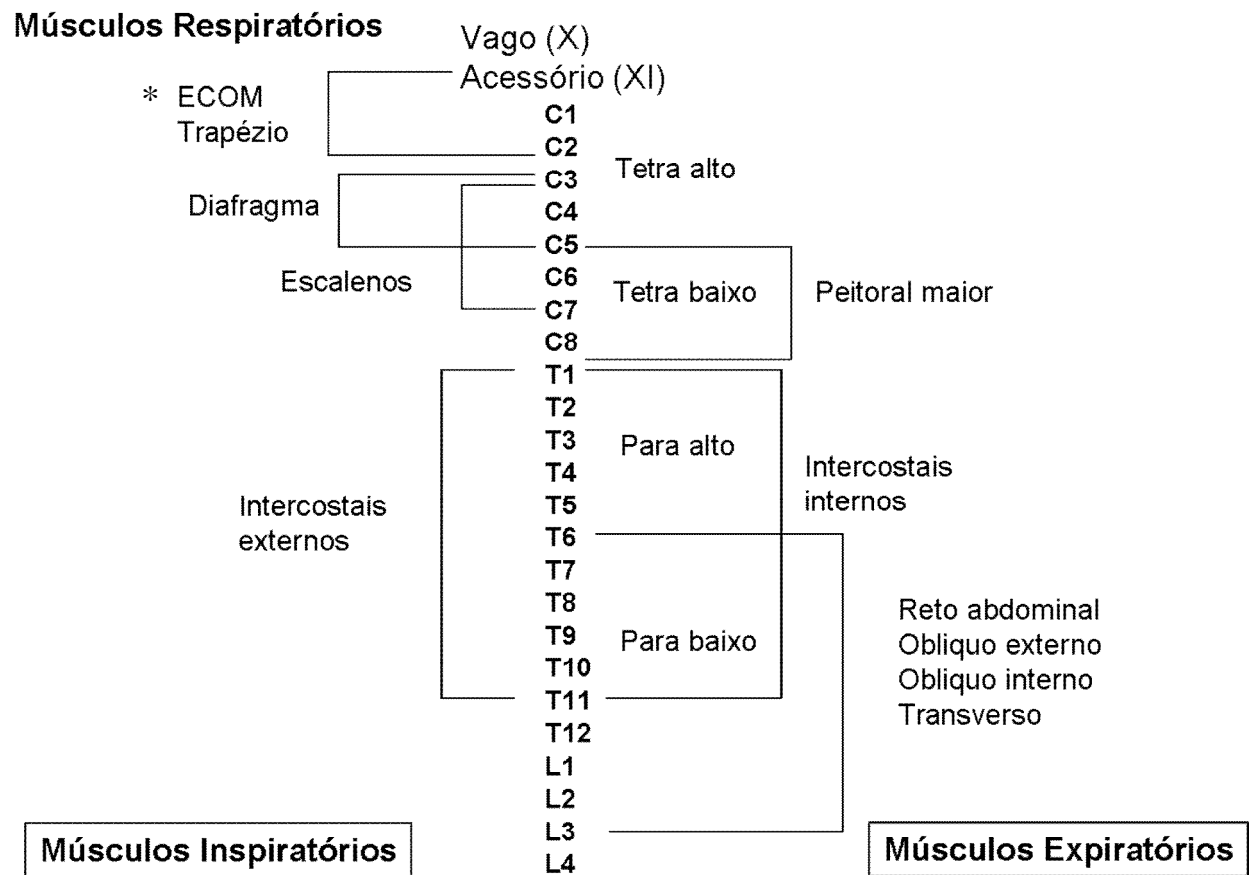 Músculos Respiratórios
Vago (X)
Acessório (XI)
* ECOM
Trapézio
C1
C2
Tetra alto
C3
Diafragma
C4
C5
Escalenos
C6
Tetra baixo
Peitoral maior
C7
C8
T1
T2
T3
Para alto
T4
Intercostais
internos
T5
Intercostais
externos
T6
T7
T8
Reto abdominal
Obliquo externo
Obliquo interno
Transverso
T9
Para baixo
T10
T11
T12
L1
L2
L3
L4
Músculos Inspiratórios
Músculos Expiratórios